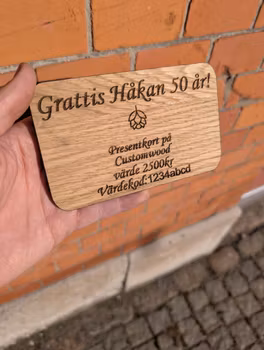 Grattis Håkan 50 år!
Presentkort på
Customwood
värde 2500kr
Värdekod:1234abcd